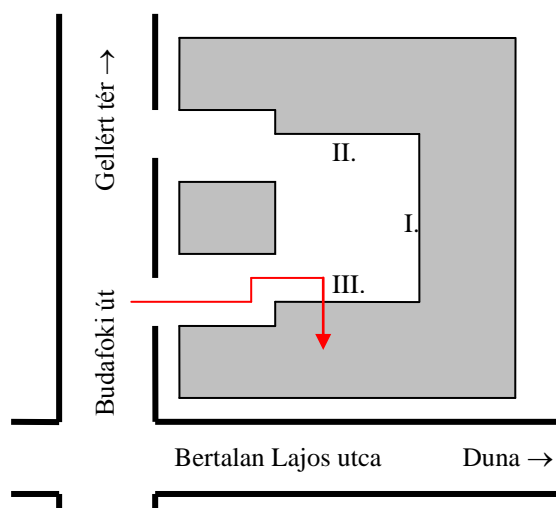 Gellért tér →
II.
I.
III.
Budafoki út
Bertalan Lajos utca
Duna →